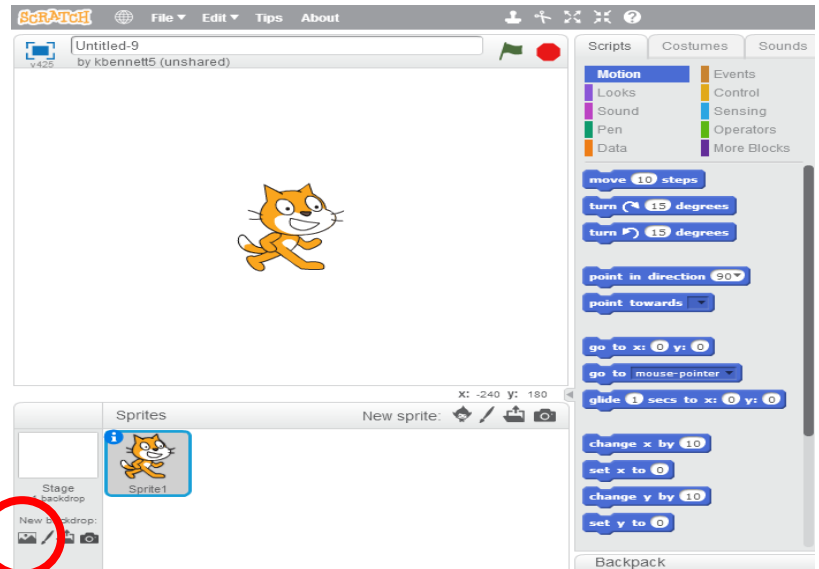 SCRATCH File Edit Tips About
Untitled-9
v425 by kbennett5 (unshared)
Scripts Costumes Sounds
Motion Events
Looks Control
Sound Sensing
Pen Operators
Data More Blocks
move 10 steps
turn 15 degrees
turn 15 degrees
point in direction 90
point towards
go to x: 0 y: 0
go to mouse-pointer
glide 1 secs to x: 0 y: 0
change x by 10
set x to 0
change y by 10
set y to 0
X: -240 y: 180
Sprites New sprite:
i
Sprite1
Stage
backdrop
New backdrop:
Backpack